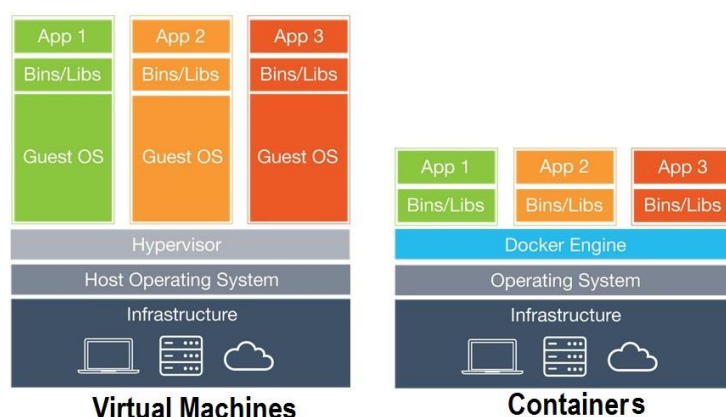 App 1
App 2
App 3
Bins/Libs
Bins/Libs
Bins/Libs
Guest OS
Guest OS
Guest OS
Hypervisor
Host Operating System
Infrastructure
Virtual Machines
App 1
App 2
App 3
Bins/Libs
Bins/Libs
Bins/Libs
Docker Engine
Operating System
Infrastructure
Containers